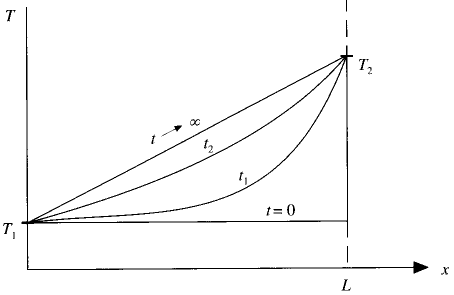 T
T₂
t → ∞
t₂
t₁
t = 0
T₁
x
L